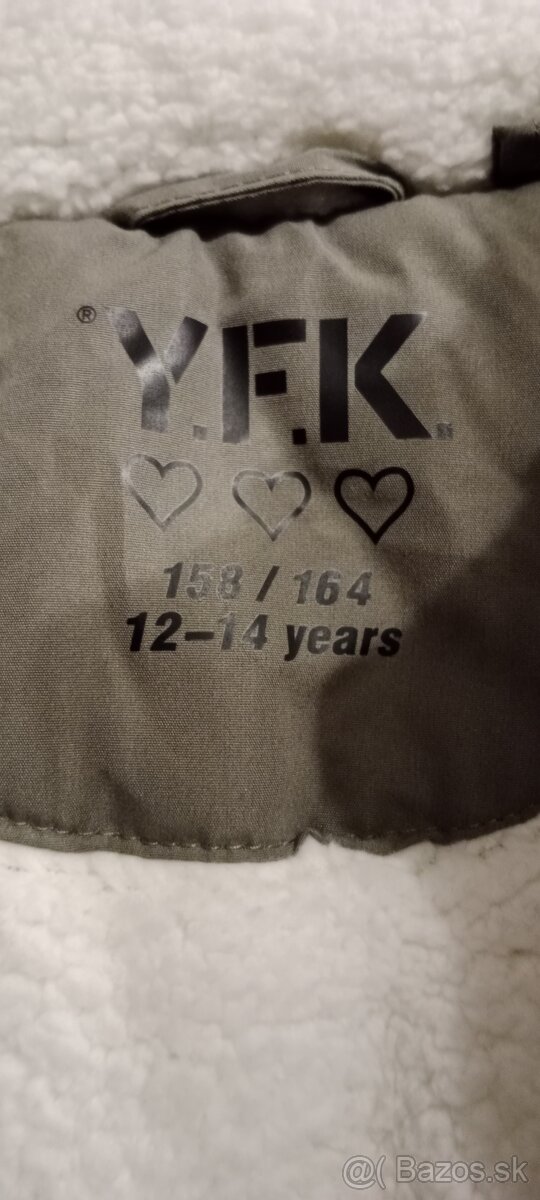 ® Y.F.K.
158 / 164
12–14 years
@( Bazos.sk